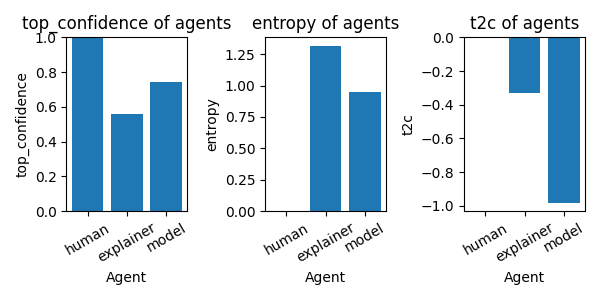 top_confidence of agents
top_confidence
1.0
0.8
0.6
0.4
0.2
0.0
human
explainer
model
Agent
entropy of agents
entropy
1.25
1.00
0.75
0.50
0.25
0.00
human
explainer
model
Agent
t2c of agents
t2c
0.0
−0.2
−0.4
−0.6
−0.8
−1.0
human
explainer
model
Agent